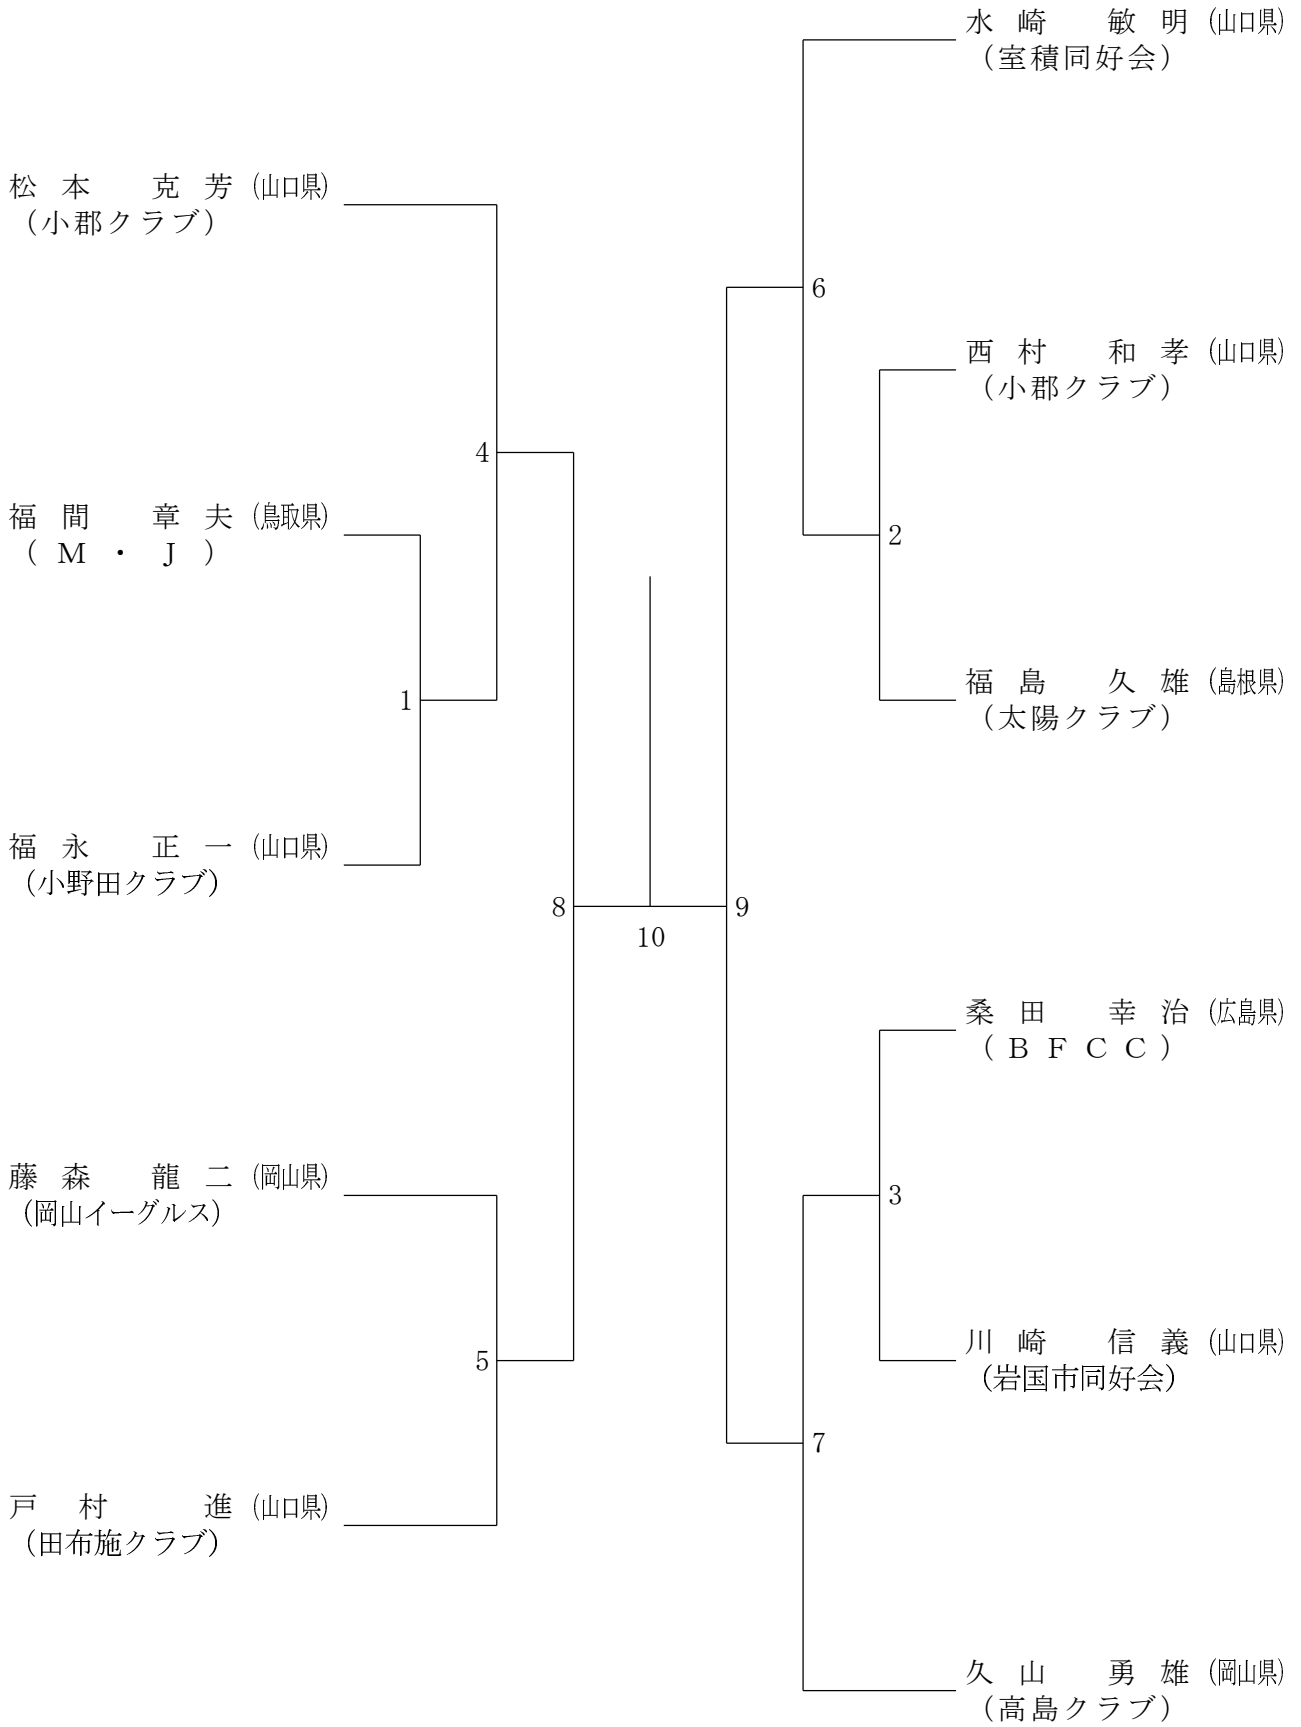 松本 克芳 (山口県)
（小郡クラブ）
4
福間 章夫 (鳥取県)
（Ｍ・Ｊ）
1
福永 正一 (山口県)
（小野田クラブ）
8
藤森 龍二 (岡山県)
（岡山イーグルス）
5
戸村 進 (山口県)
（田布施クラブ）
10
水崎 敏明 (山口県)
（室積同好会）
6
西村 和孝 (山口県)
（小郡クラブ）
2
福島 久雄 (島根県)
（太陽クラブ）
9
桑田 幸治 (広島県)
（ＢＦＣＣ）
3
川崎 信義 (山口県)
（岩国市同好会）
7
久山 勇雄 (岡山県)
（高島クラブ）